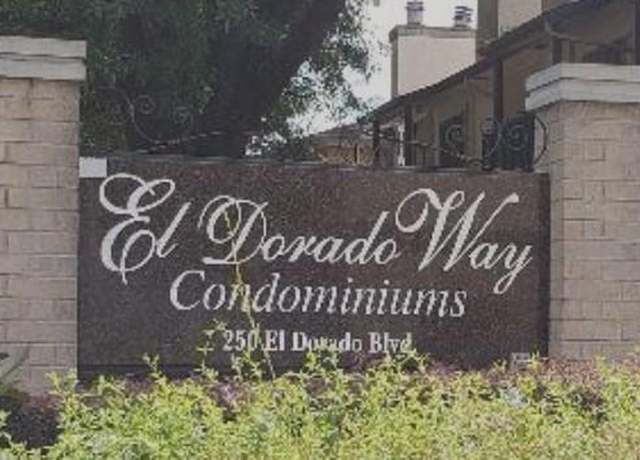 El Dorado Way
Condominiums
250 El Dorado Blvd